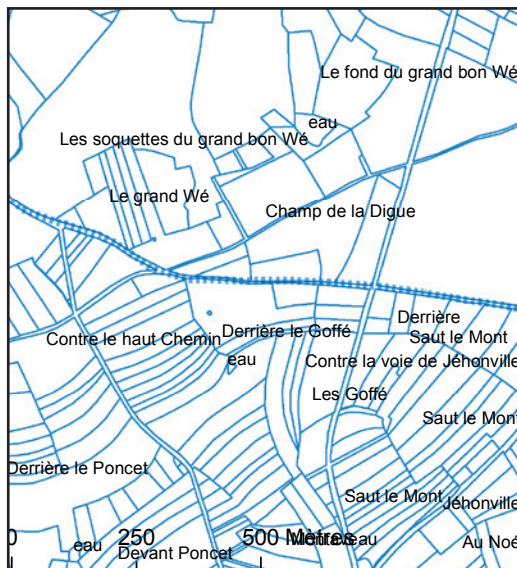 Le fond du grand bon Wé
eau
Les soquettes du grand bon Wé
Le grand Wé
Champ de la Digue
Derrière
Contre le haut Chemin
Derrière le Goffé
Saut le Mont
eau
Contre la voie de Jéhonville
Les Goffé
Saut le Mont
Derrière le Poncet
Saut le Mont
Jéhonville
0 250 500 Mètres
eau
Devant Poncet
Au Noé